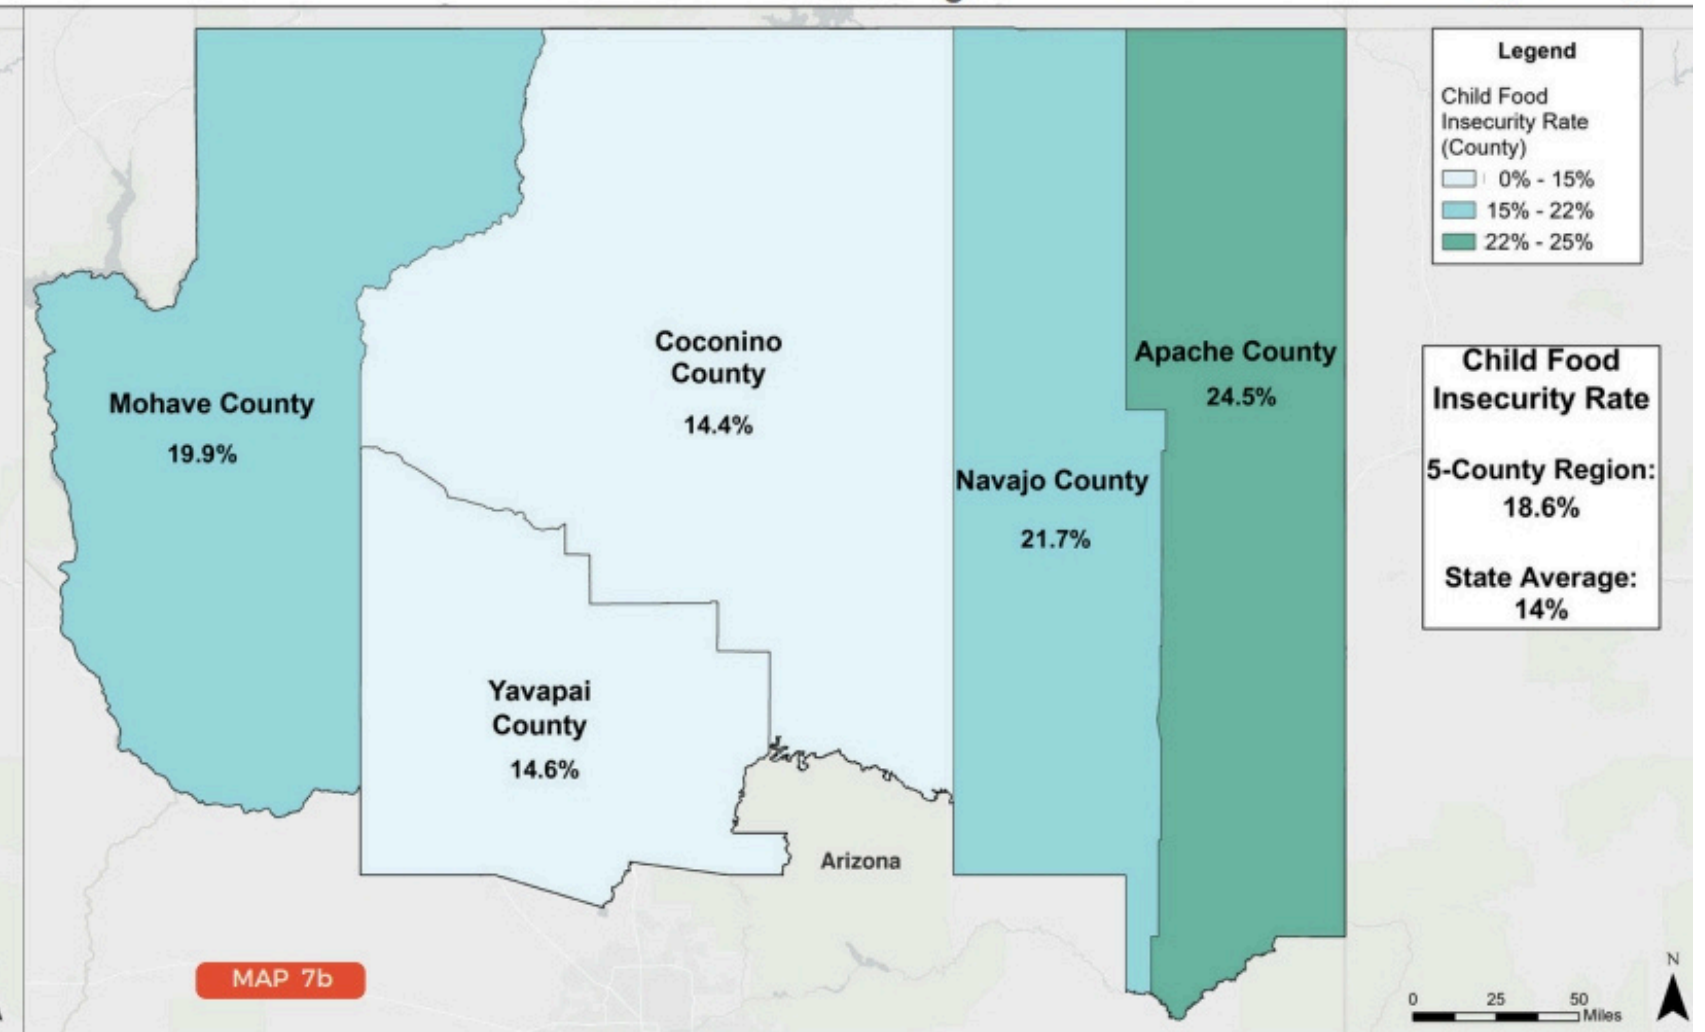 Legend
Child Food
Insecurity Rate
(County)
0% - 15%
15% - 22%
22% - 25%
Coconino
County
14.4%
Apache County
24.5%
Mohave County
19.9%
Navajo County
21.7%
Child Food
Insecurity Rate
5-County Region:
18.6%
State Average:
14%
Yavapai
County
14.6%
Arizona
MAP 7b
N
0 25 50
Miles